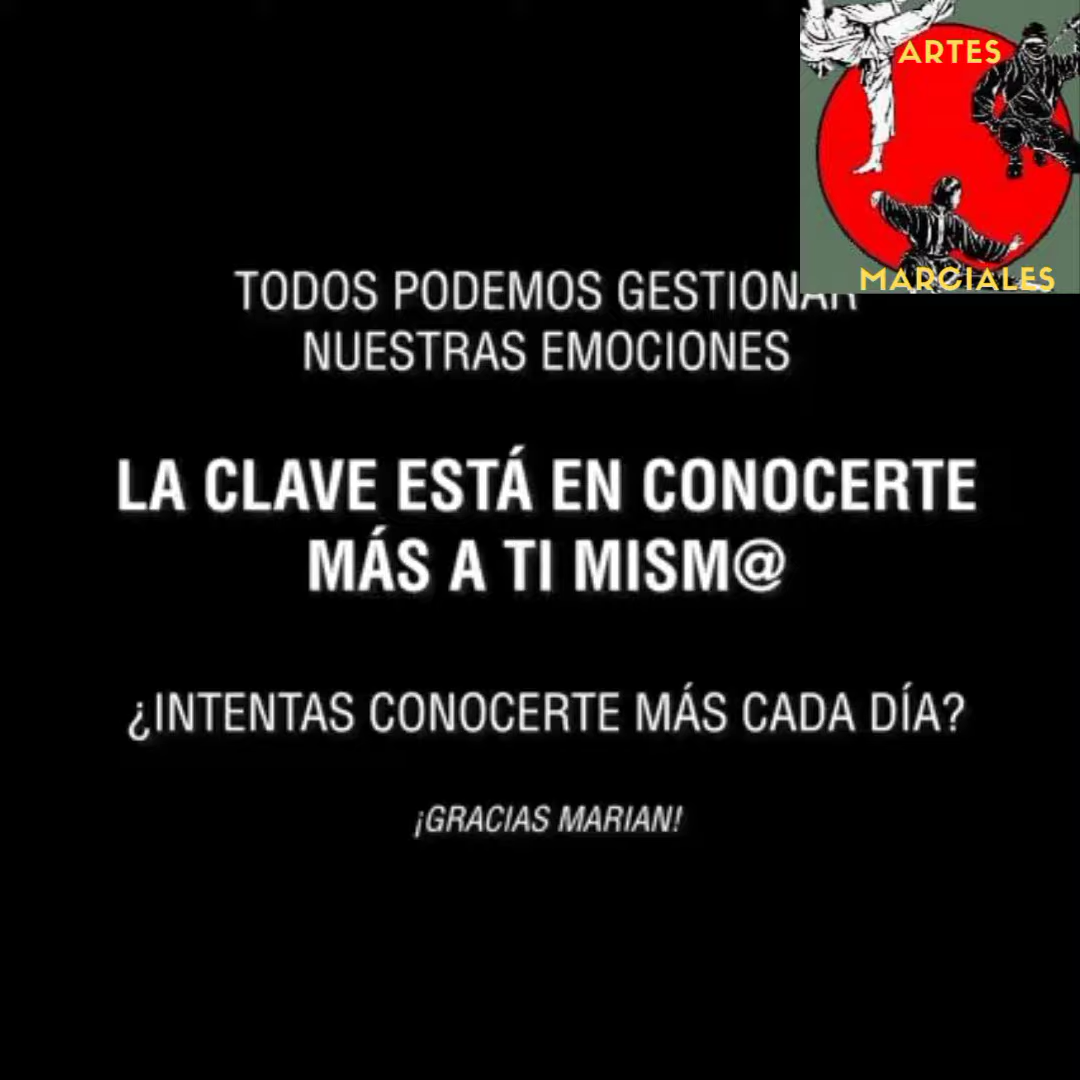 ARTES
MARCIALES
TODOS PODEMOS GESTIONAR
NUESTRAS EMOCIONES
LA CLAVE ESTÁ EN CONOCERTE
MÁS A TI MISM@
¿INTENTAS CONOCERTE MÁS CADA DÍA?
¡GRACIAS MARIAN!